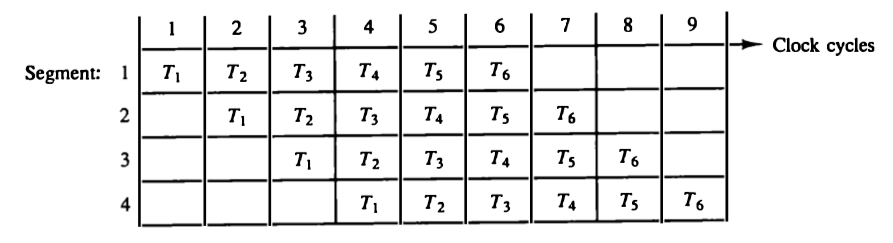 1 2 3 4 5 6 7 8 9
Clock cycles
Segment: 1 T₁ T₂ T₃ T₄ T₅ T₆
2 T₁ T₂ T₃ T₄ T₅ T₆
3 T₁ T₂ T₃ T₄ T₅ T₆
4 T₁ T₂ T₃ T₄ T₅ T₆